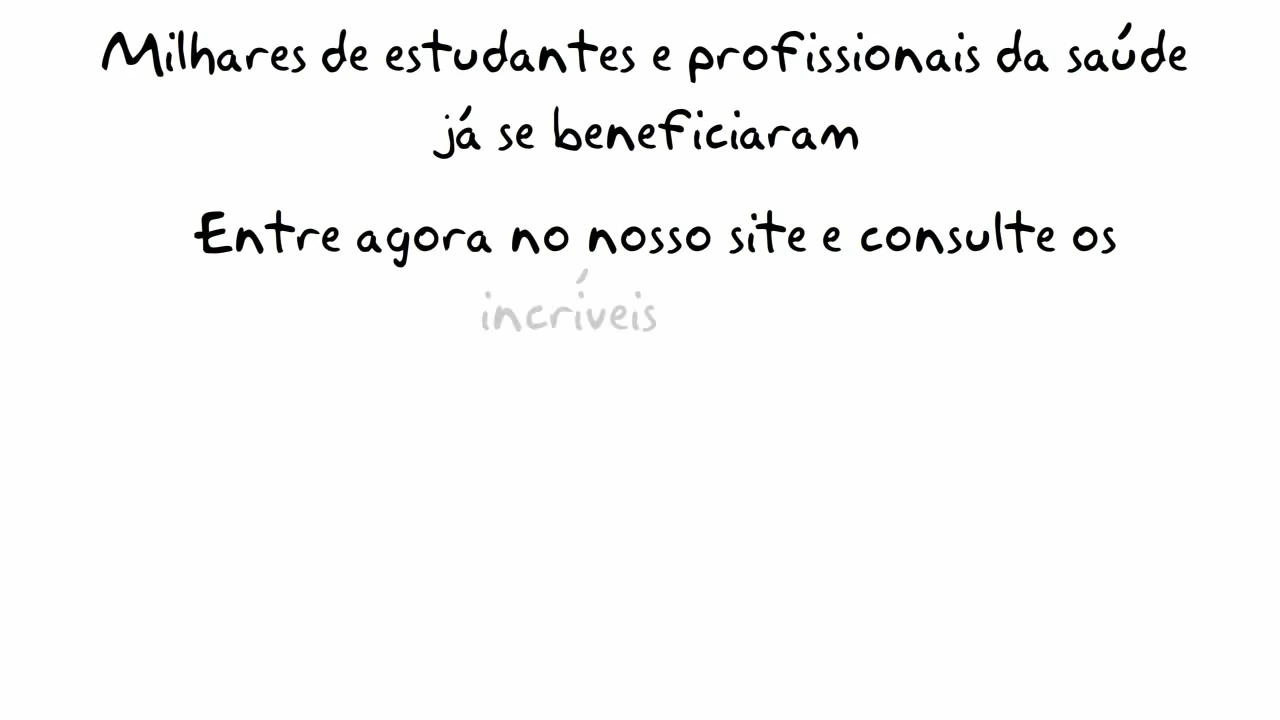 Milhares de estudantes e profissionais da saúde
já se beneficiaram
Entre agora no nosso site e consulte os
incríveis